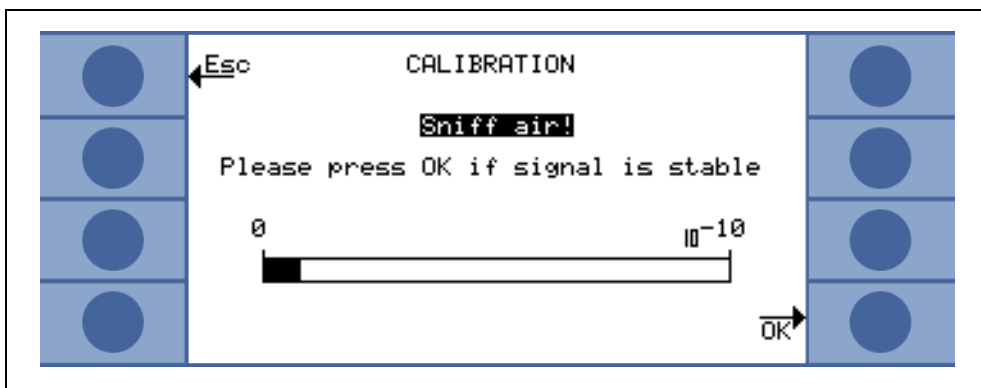 Esc CALIBRATION
Sniff air!
Please press OK if signal is stable
0 10-10
OK